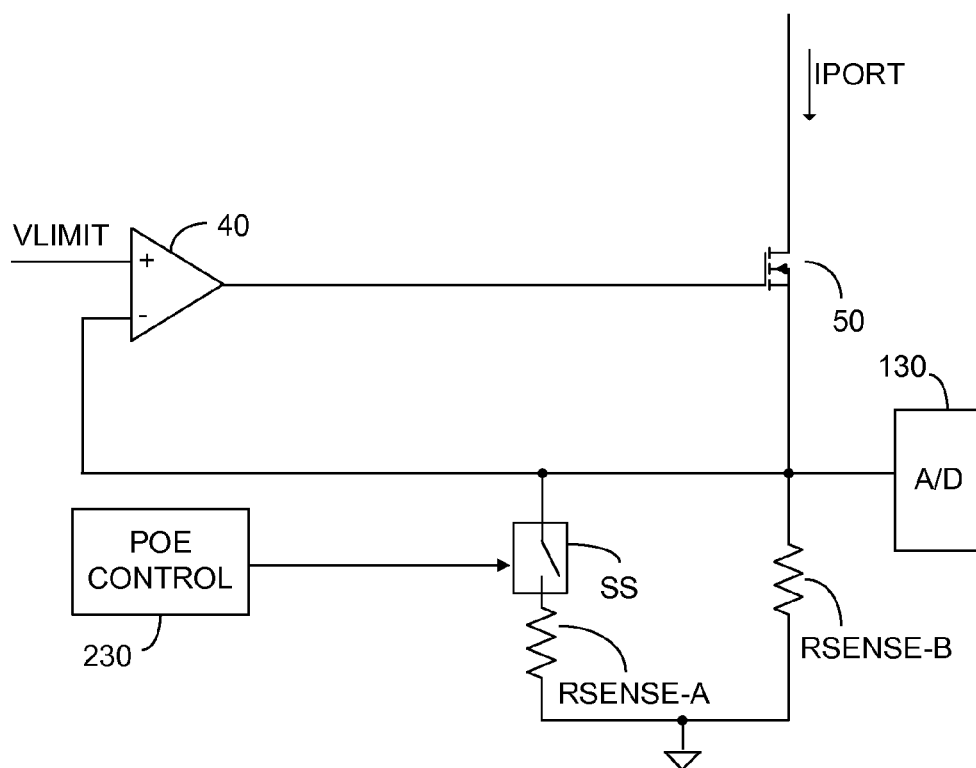 IPORT
VLIMIT
40
+
-
50
130
A/D
POE
CONTROL
SS
230
RSENSE-A
RSENSE-B